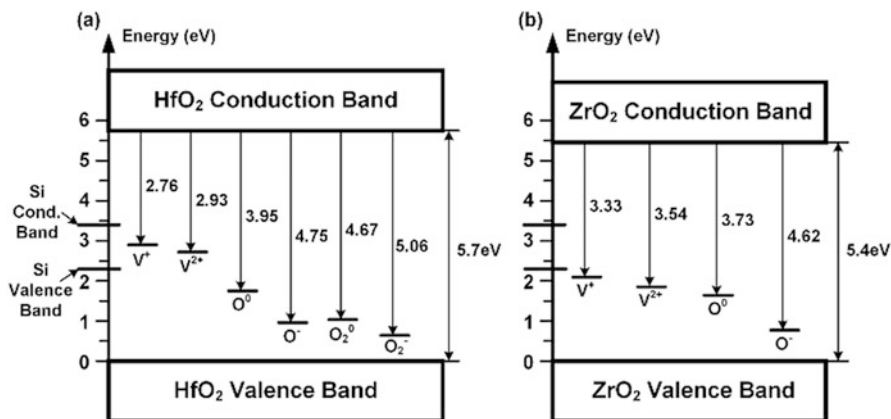 (a)
Energy (eV)
HfO₂ Conduction Band
6
5
4
3
2
1
0
Si
Cond.
Band
Si
Valence
Band
2.76
2.93
3.95
4.75
4.67
5.06
5.7eV
V⁺
V²⁺
O⁰
O⁻
O₂⁰
O₂⁻
HfO₂ Valence Band
(b)
Energy (eV)
ZrO₂ Conduction Band
6
5
4
3
2
1
0
3.33
3.54
3.73
4.62
5.4eV
V⁺
V²⁺
O⁰
O⁻
ZrO₂ Valence Band